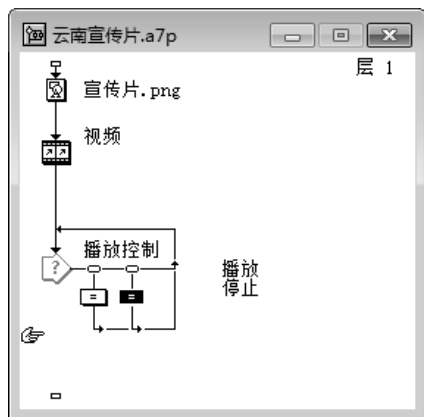 云南宣传片.a7p
层 1
宣传片.png
视频
播放控制
?
播放
停止
=
=